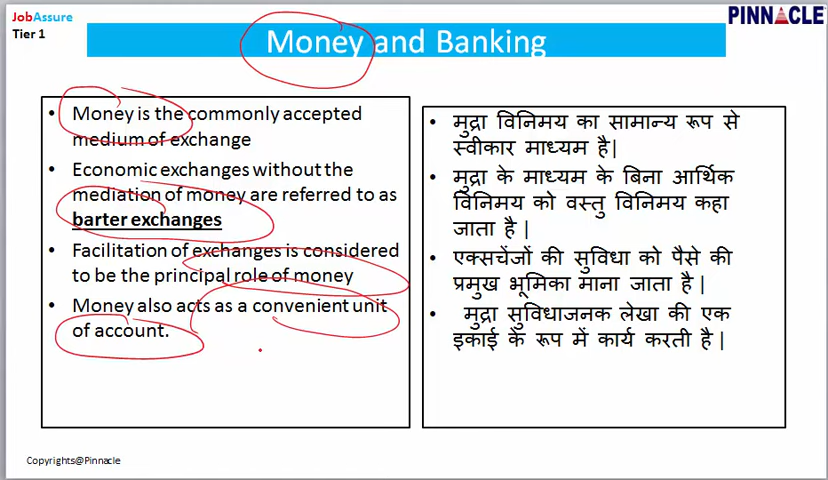 JobAssure
Tier 1
PINNACLE
Money and Banking
• Money is the commonly accepted
medium of exchange
• Economic exchanges without the
mediation of money are referred to as
barter exchanges
• Facilitation of exchanges is considered
to be the principal role of money
• Money also acts as a convenient unit
of account.
• मुद्रा विनिमय का सामान्य रूप से
स्वीकार माध्यम है|
• मुद्रा के माध्यम के बिना आर्थिक
विनिमय को वस्तु विनिमय कहा
जाता है |
• एक्सचेंजों की सुविधा को पैसे की
प्रमुख भूमिका माना जाता है |
• मुद्रा सुविधाजनक लेखा की एक
इकाई के रूप में कार्य करती है |
Copyrights@Pinnacle